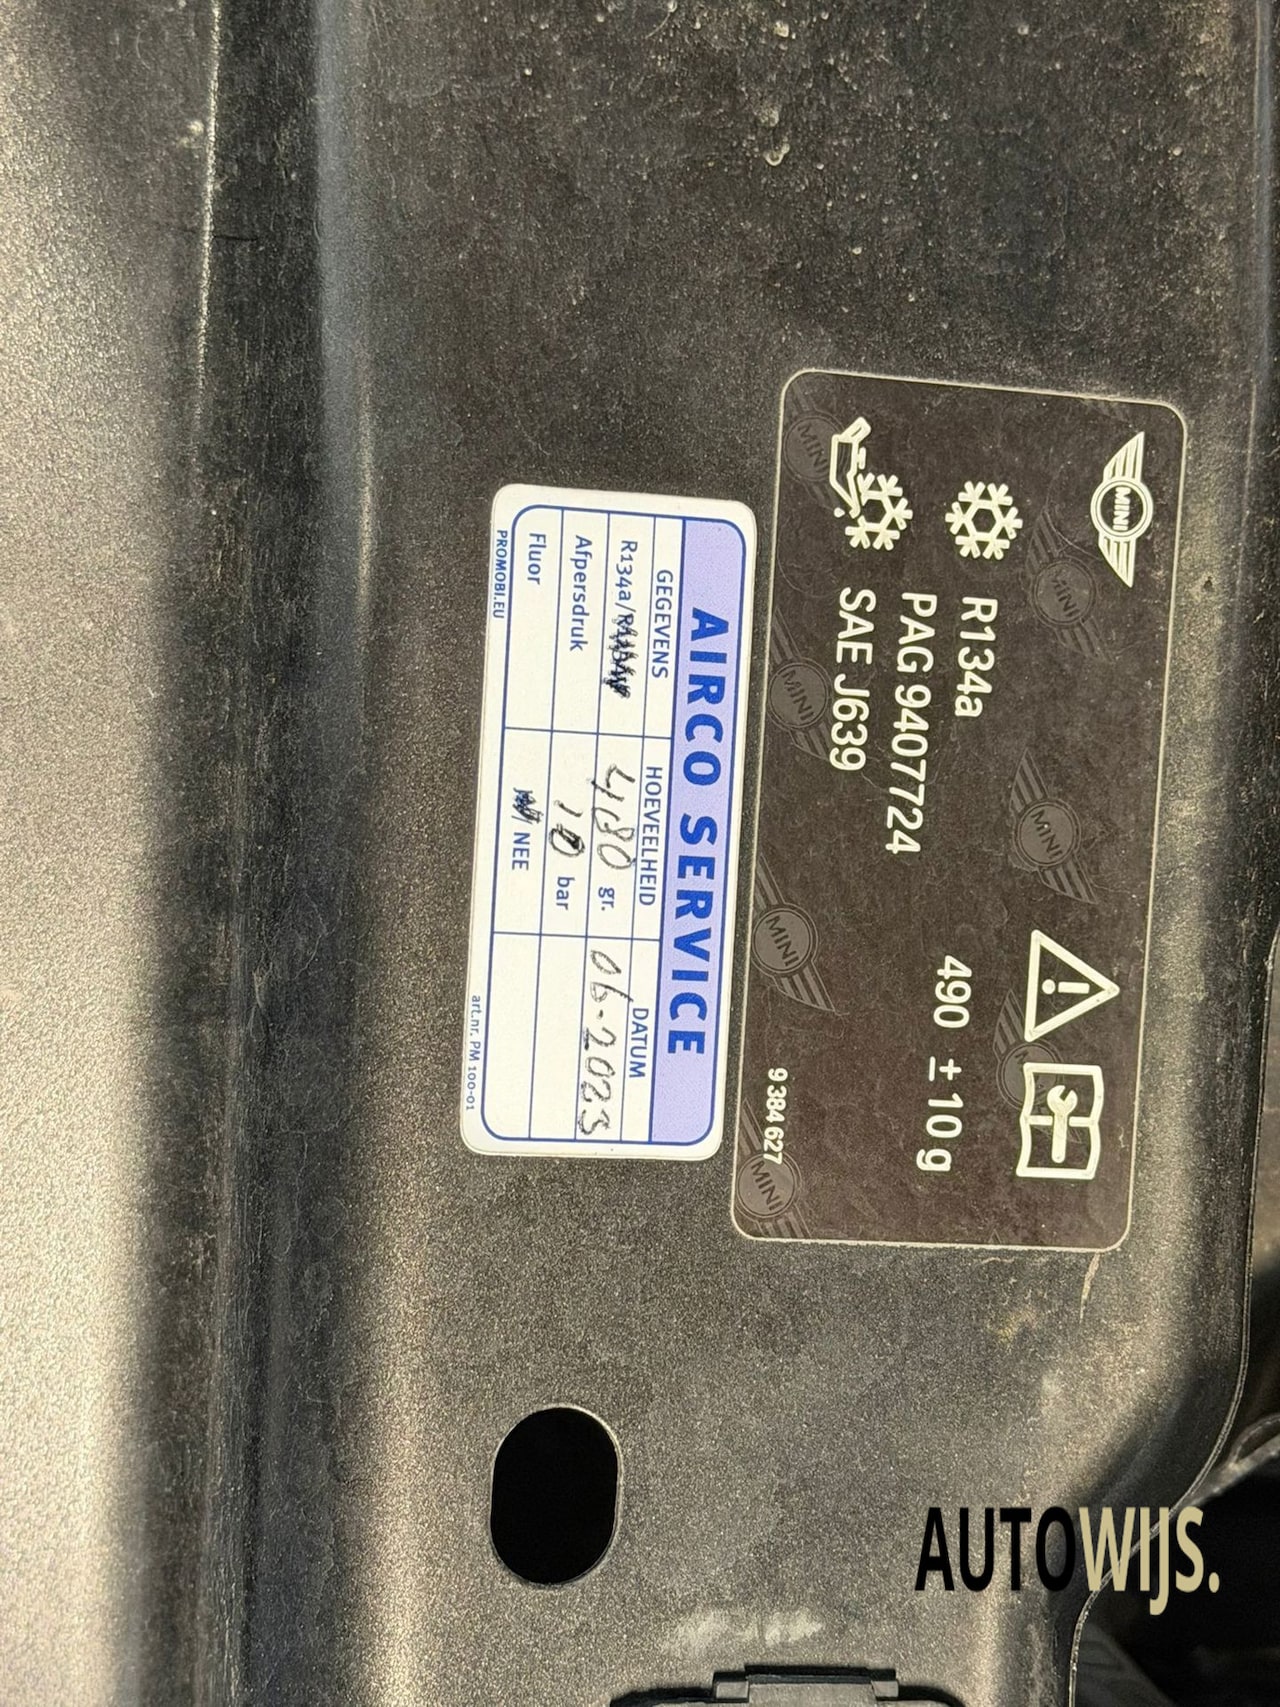 MINI
R134a
PAG 9407724
490 ± 10 g
SAE J639
9 384 627
AIRCO SERVICE
GEGEVENS HOEVEELHEID DATUM
R134a/ 480 gr. 06-2023
Afpersdruk 10 bar
Fluor / NEE
PROMOBI.EU art.nr. PM 100-01
AUTOWIJS.